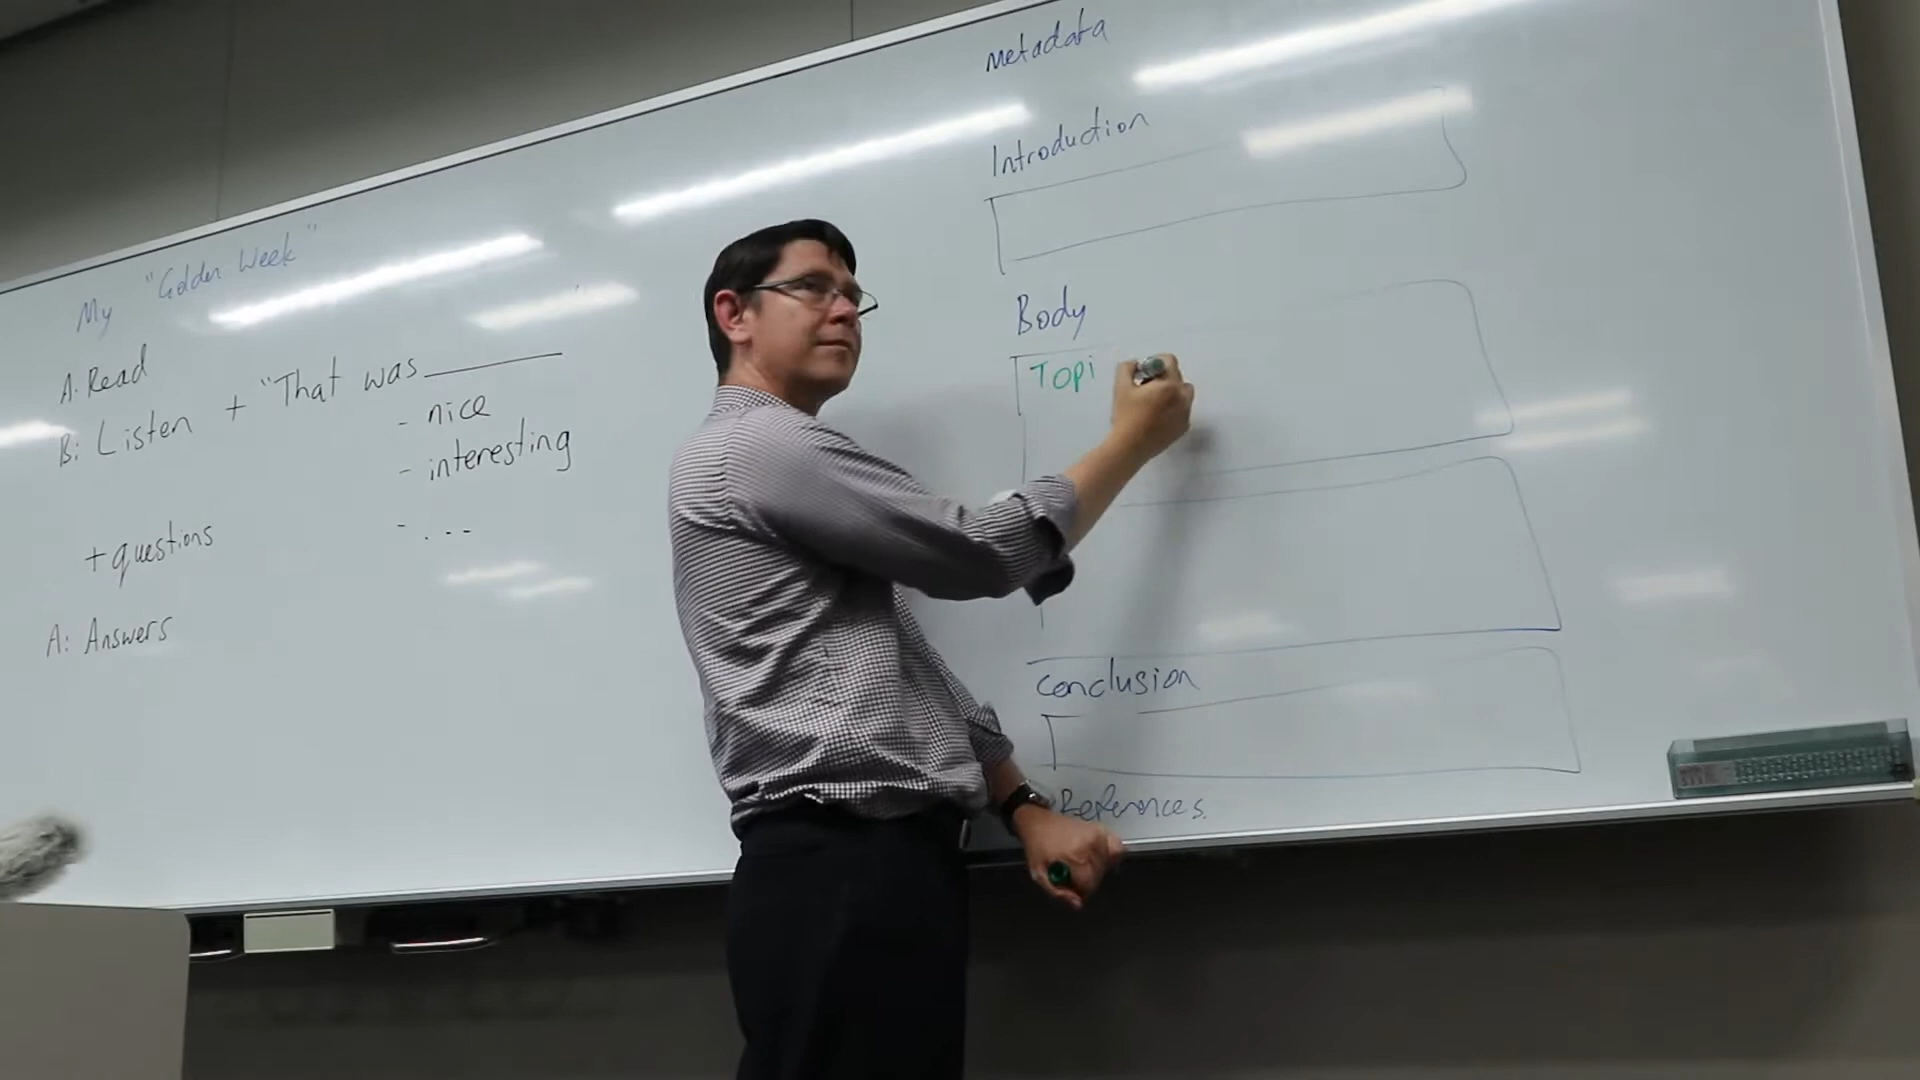 My "Golden Week"
A. Read
B: Listen + "That was ______
- nice
- interesting
- . - -
+ questions
A: Answers
Metadata
Introduction
Body
Topi
Conclusion
References.